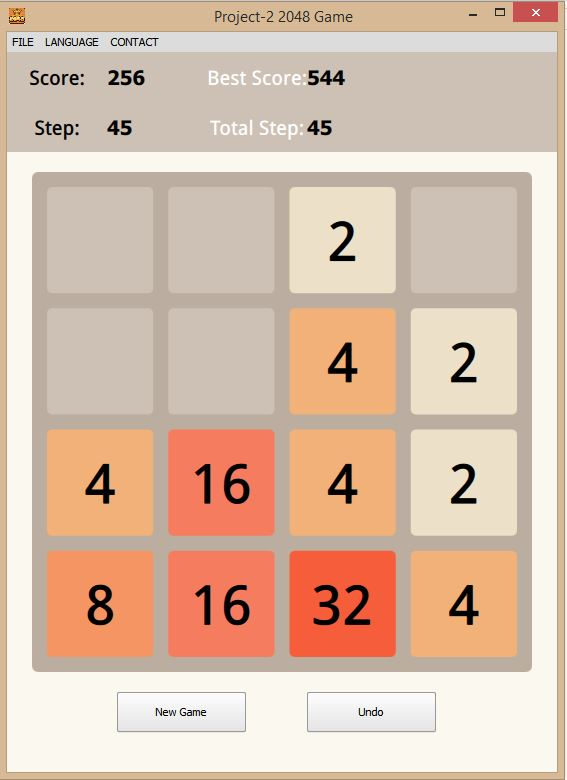 Project-2 2048 Game
FILE LANGUAGE CONTACT
Score: 256 Best Score: 544
Step: 45 Total Step: 45
2
4 2
4 16 4 2
8 16 32 4
New Game Undo